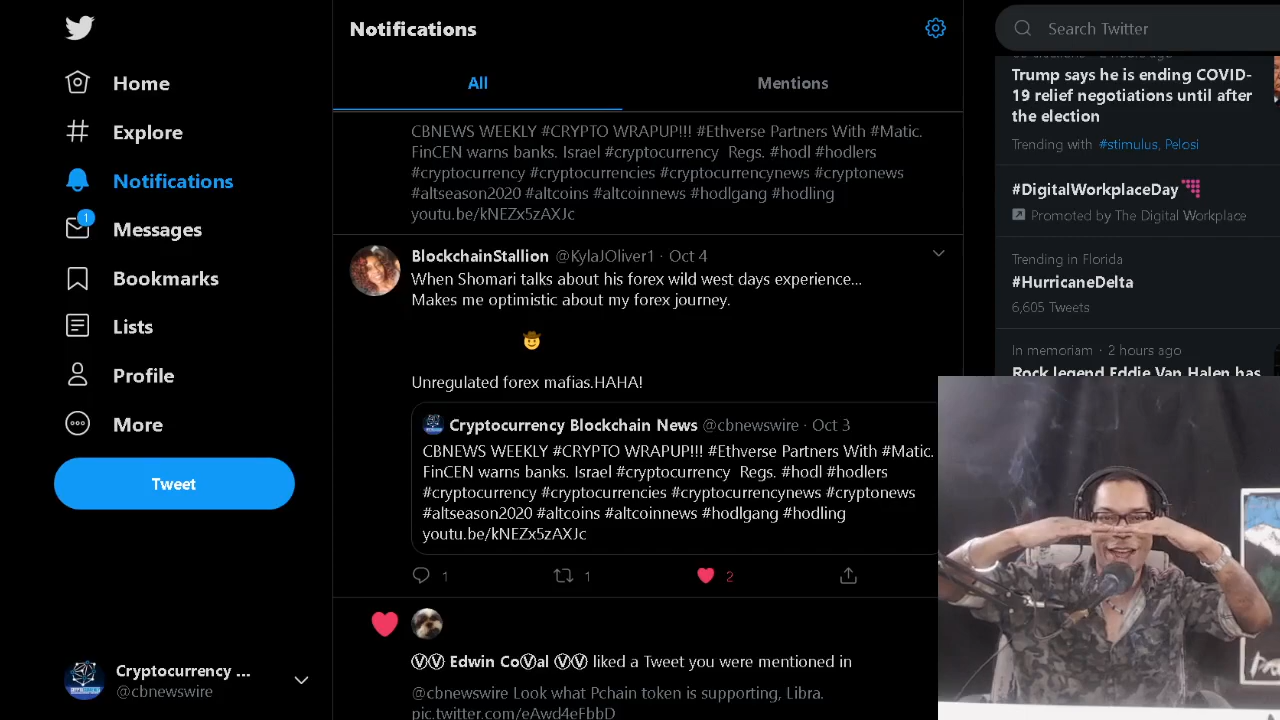 Home
Explore
Notifications
1
Messages
Bookmarks
Lists
Profile
More
Tweet
Cryptocurrency ...
@cbnewswire
Notifications
All
Mentions
CBNEWS WEEKLY #CRYPTO WRAPUP!!! #Ethverse Partners With #Matic.
FinCEN warns banks. Israel #cryptocurrency Regs. #hodl #hodlers
#cryptocurrency #cryptocurrencies #cryptocurrencynews #cryptonews
#altseason2020 #altcoins #altcoinnews #hodlgang #hodling
youtu.be/kNEZx5zAXJc
BlockchainStallion @KylaJOliver1 · Oct 4
When Shomari talks about his forex wild west days experience...
Makes me optimistic about my forex journey.
Unregulated forex mafias.HAHA!
Cryptocurrency Blockchain News @cbnewswire · Oct 3
CBNEWS WEEKLY #CRYPTO WRAPUP!!! #Ethverse Partners With #Matic.
FinCEN warns banks. Israel #cryptocurrency Regs. #hodl #hodlers
#cryptocurrency #cryptocurrencies #cryptocurrencynews #cryptonews
#altseason2020 #altcoins #altcoinnews #hodlgang #hodling
youtu.be/kNEZx5zAXJc
1 1 2
ⓋⓋ Edwin CoⓋal ⓋⓋ liked a Tweet you were mentioned in
@cbnewswire Look what Pchain token is supporting, Libra.
pic.twitter.com/eAwd4eFbbD
Search Twitter
Trump says he is ending COVID-
19 relief negotiations until after
the election
Trending with #stimulus, Pelosi
#DigitalWorkplaceDay
Promoted by The Digital Workplace
Trending in Florida
#HurricaneDelta
6,605 Tweets
In memoriam · 2 hours ago
Rock legend Eddie Van Halen has